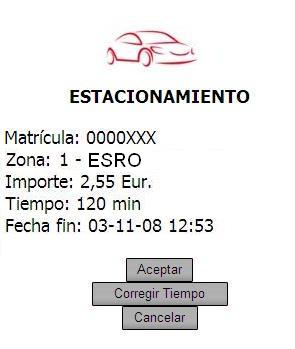 ESTACIONAMIENTO
Matrícula: 0000XXX
Zona: 1 - ESRO
Importe: 2,55 Eur.
Tiempo: 120 min
Fecha fin: 03-11-08 12:53
Aceptar
Corregir Tiempo
Cancelar